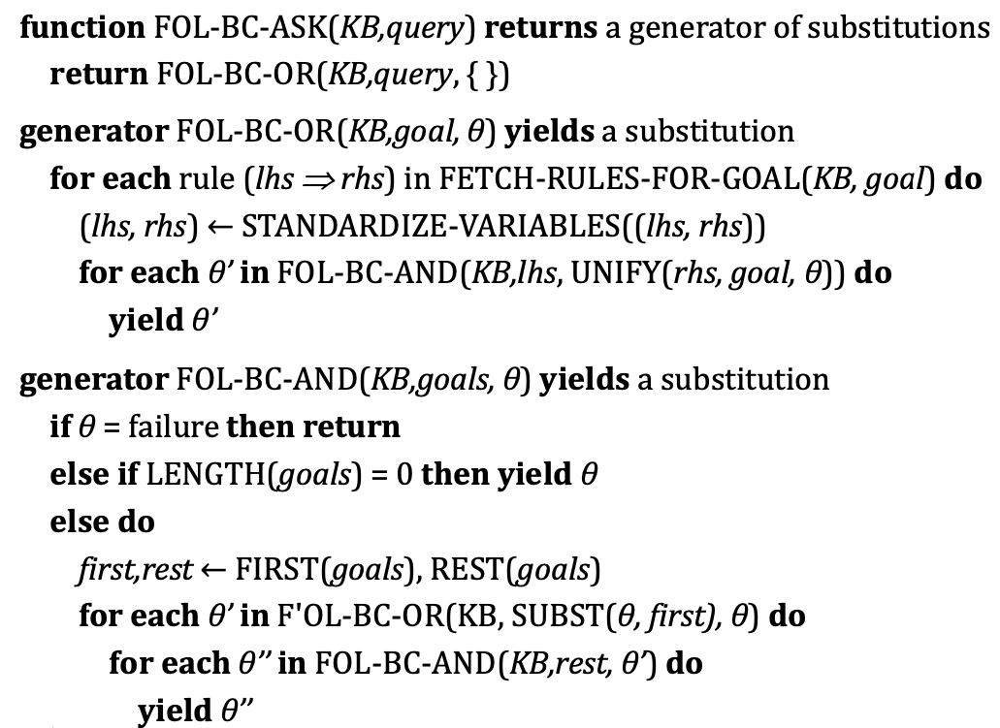 function FOL-BC-ASK(KB,query) returns a generator of substitutions
return FOL-BC-OR(KB,query, { })
generator FOL-BC-OR(KB,goal, θ) yields a substitution
for each rule (lhs ⇒ rhs) in FETCH-RULES-FOR-GOAL(KB, goal) do
(lhs, rhs) ← STANDARDIZE-VARIABLES((lhs, rhs))
for each θ’ in FOL-BC-AND(KB,lhs, UNIFY(rhs, goal, θ)) do
yield θ’
generator FOL-BC-AND(KB,goals, θ) yields a substitution
if θ = failure then return
else if LENGTH(goals) = 0 then yield θ
else do
first,rest ← FIRST(goals), REST(goals)
for each θ’ in F'OL-BC-OR(KB, SUBST(θ, first), θ) do
for each θ’’ in FOL-BC-AND(KB,rest, θ’) do
yield θ’’